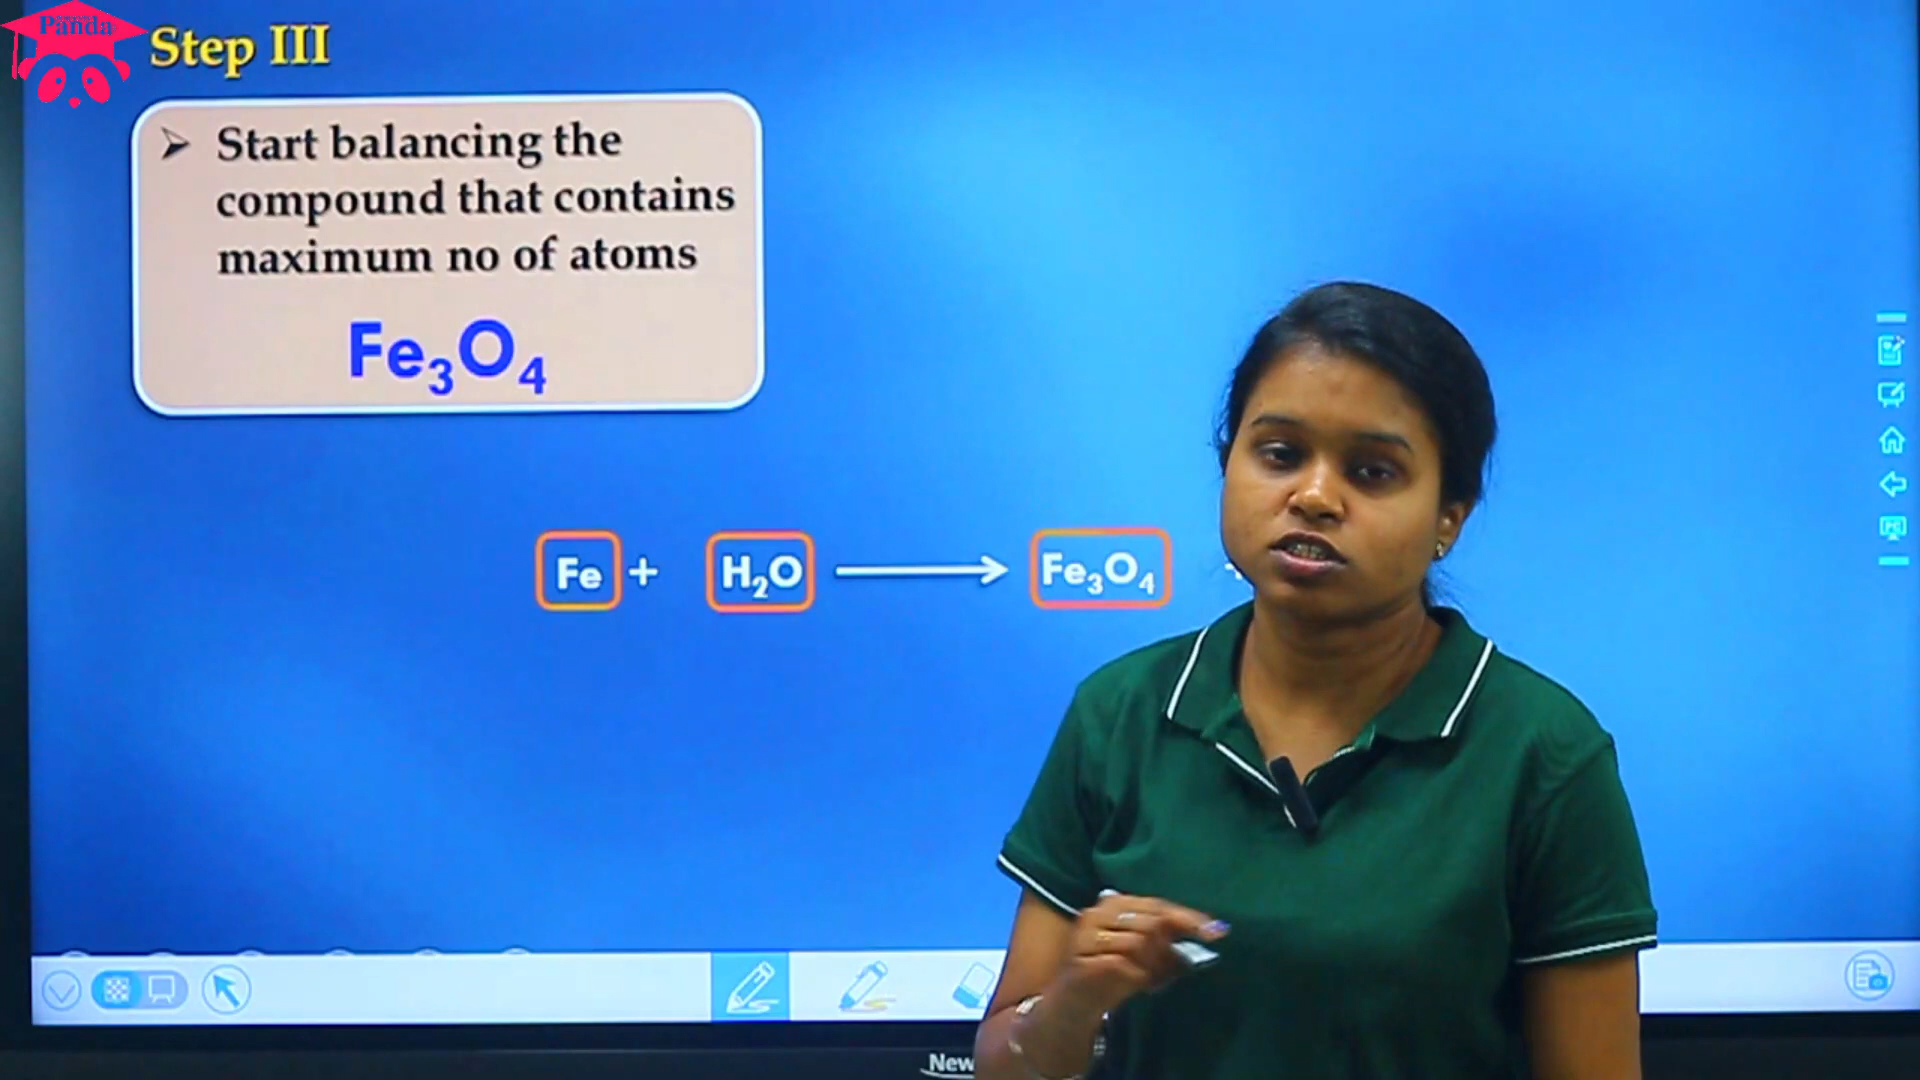 Panda
Step III
➤ Start balancing the
compound that contains
maximum no of atoms
Fe₃O₄
Fe + H₂O ⟶ Fe₃O₄ +
New